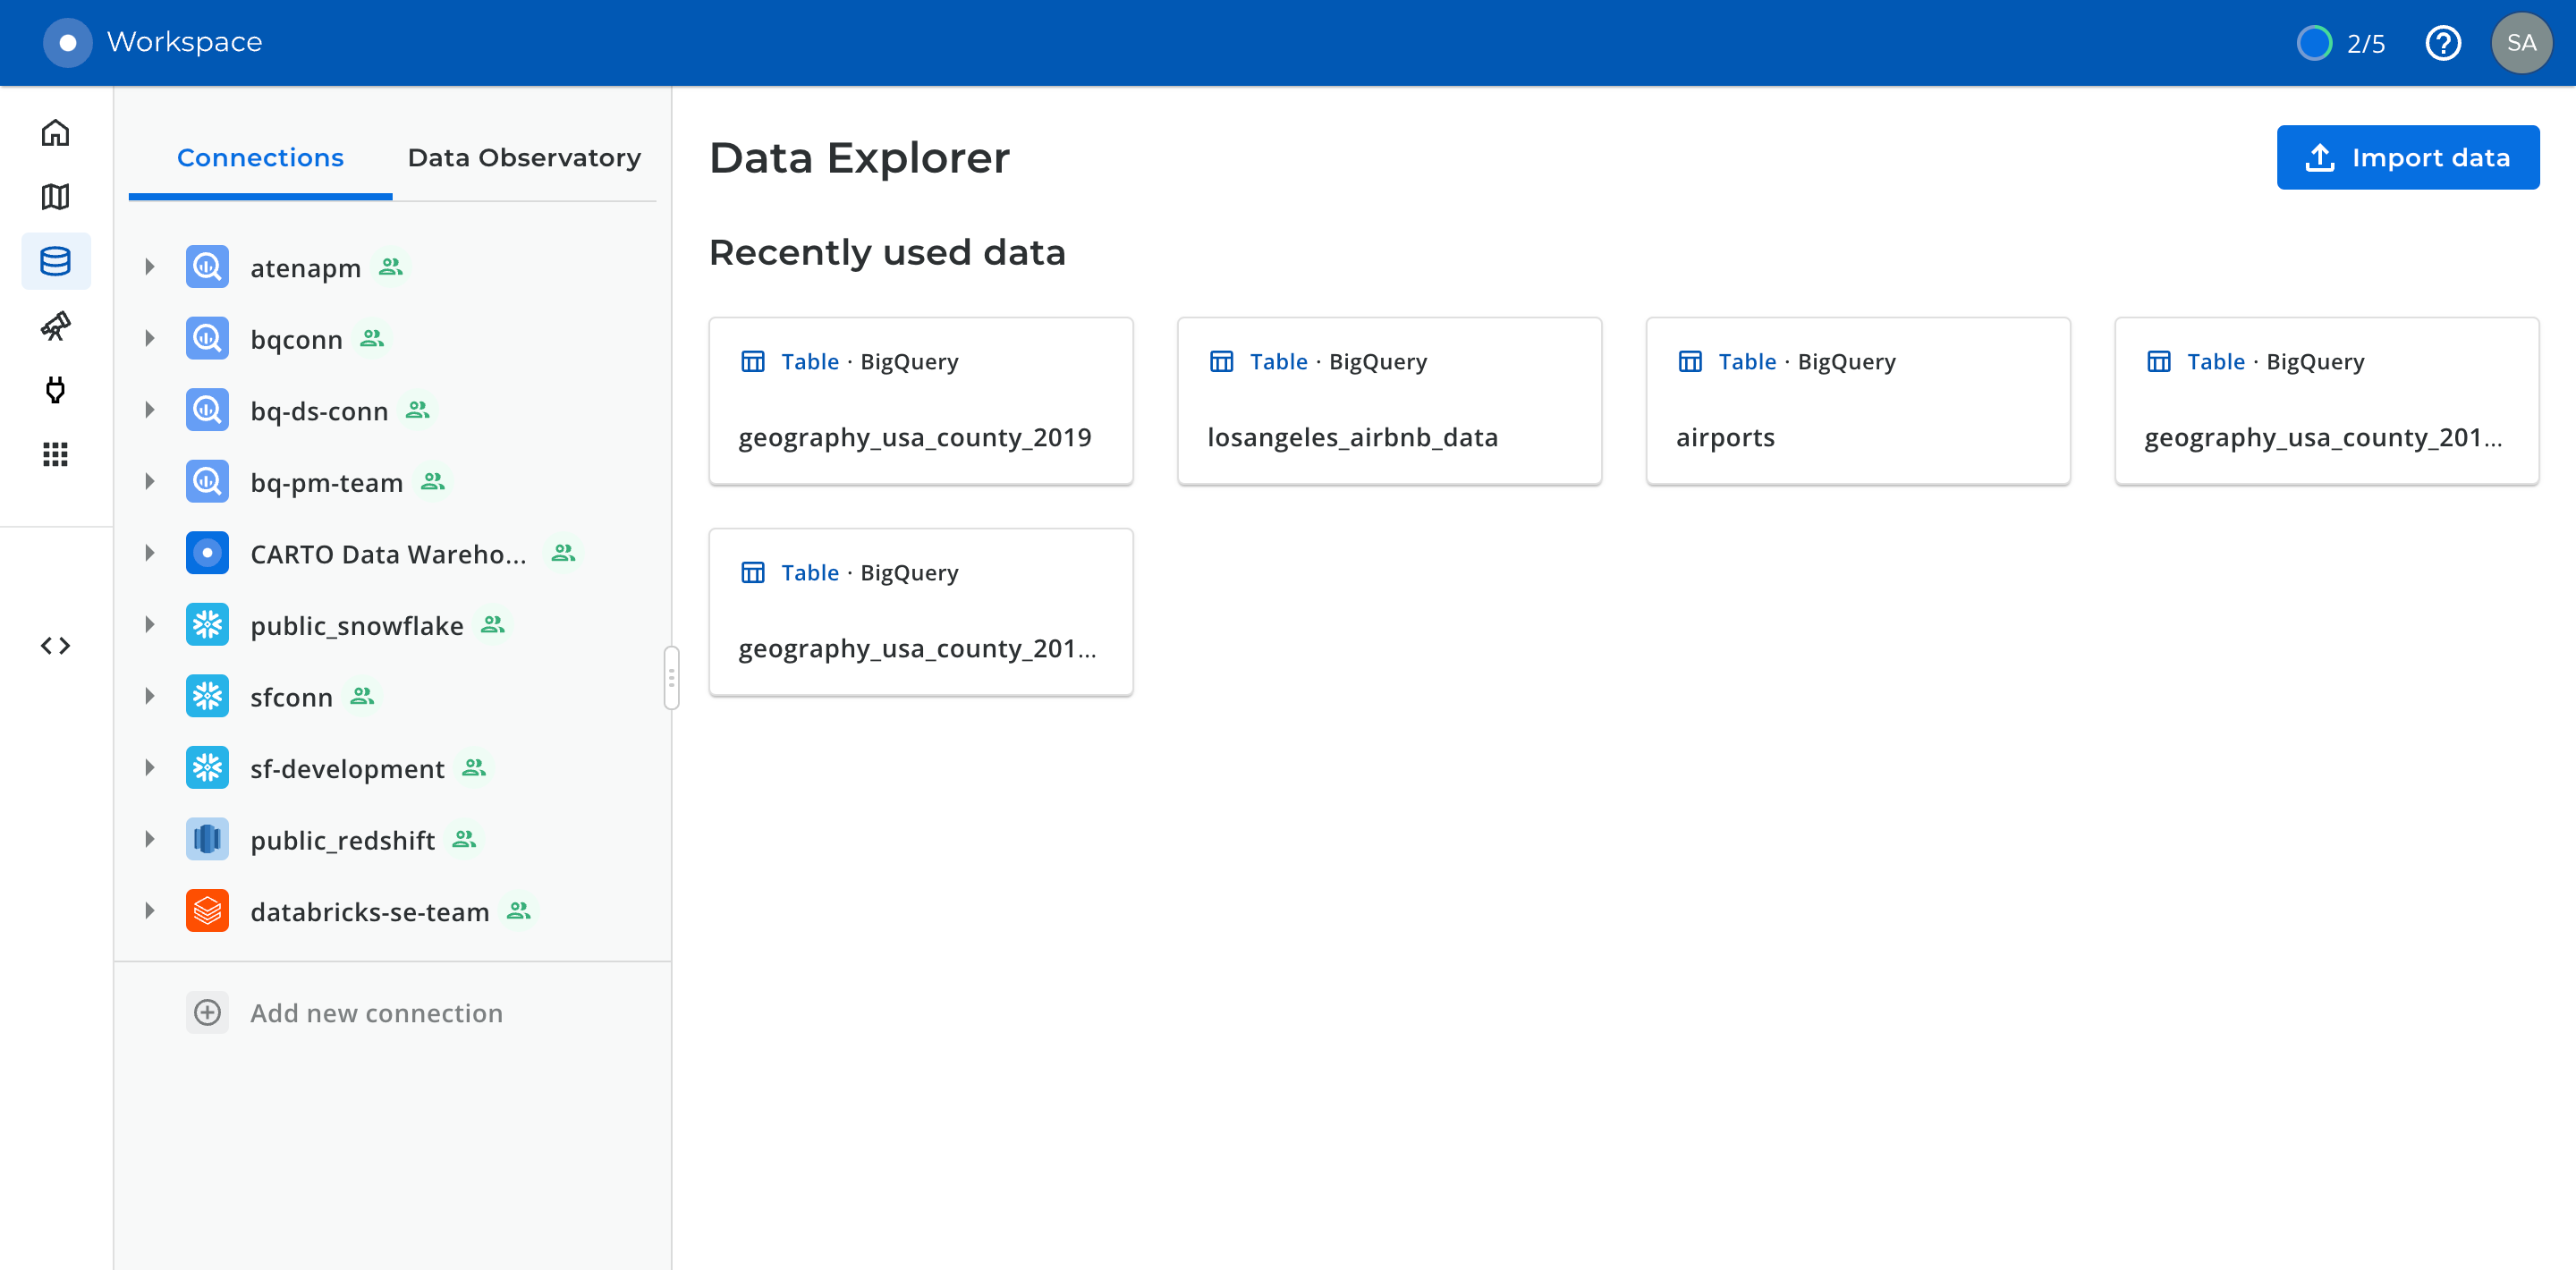 Workspace
2/5
SA
Connections
Data Observatory
atenapm
bqconn
bq-ds-conn
bq-pm-team
CARTO Data Wareho...
public_snowflake
sfconn
sf-development
public_redshift
databricks-se-team
Add new connection
Data Explorer
Import data
Recently used data
Table · BigQuery
geography_usa_county_2019
Table · BigQuery
losangeles_airbnb_data
Table · BigQuery
airports
Table · BigQuery
geography_usa_county_201...
Table · BigQuery
geography_usa_county_201...